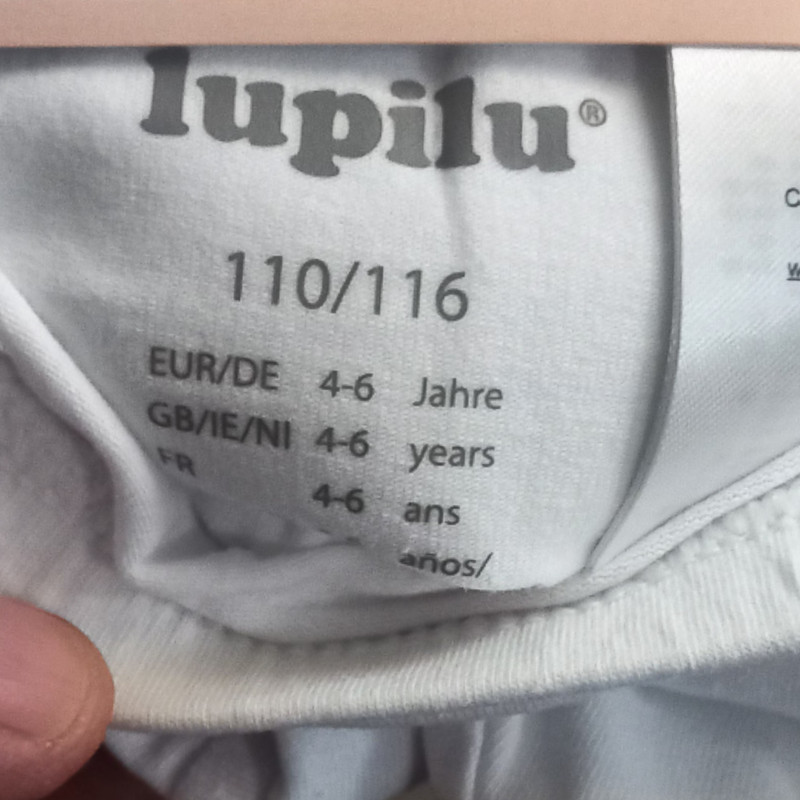 lupilu®
110/116
EUR/DE 4-6 Jahre
GB/IE/NI 4-6 years
FR 4-6 ans
años/